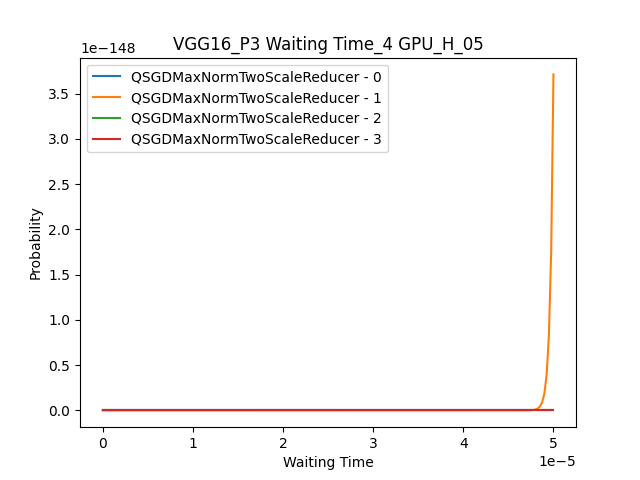 VGG16_P3 Waiting Time_4 GPU_H_05
1e−148
QSGDMaxNormTwoScaleReducer - 0
QSGDMaxNormTwoScaleReducer - 1
QSGDMaxNormTwoScaleReducer - 2
QSGDMaxNormTwoScaleReducer - 3
3.5
3.0
2.5
2.0
1.5
1.0
0.5
0.0
Probability
0 1 2 3 4 5
1e−5
Waiting Time